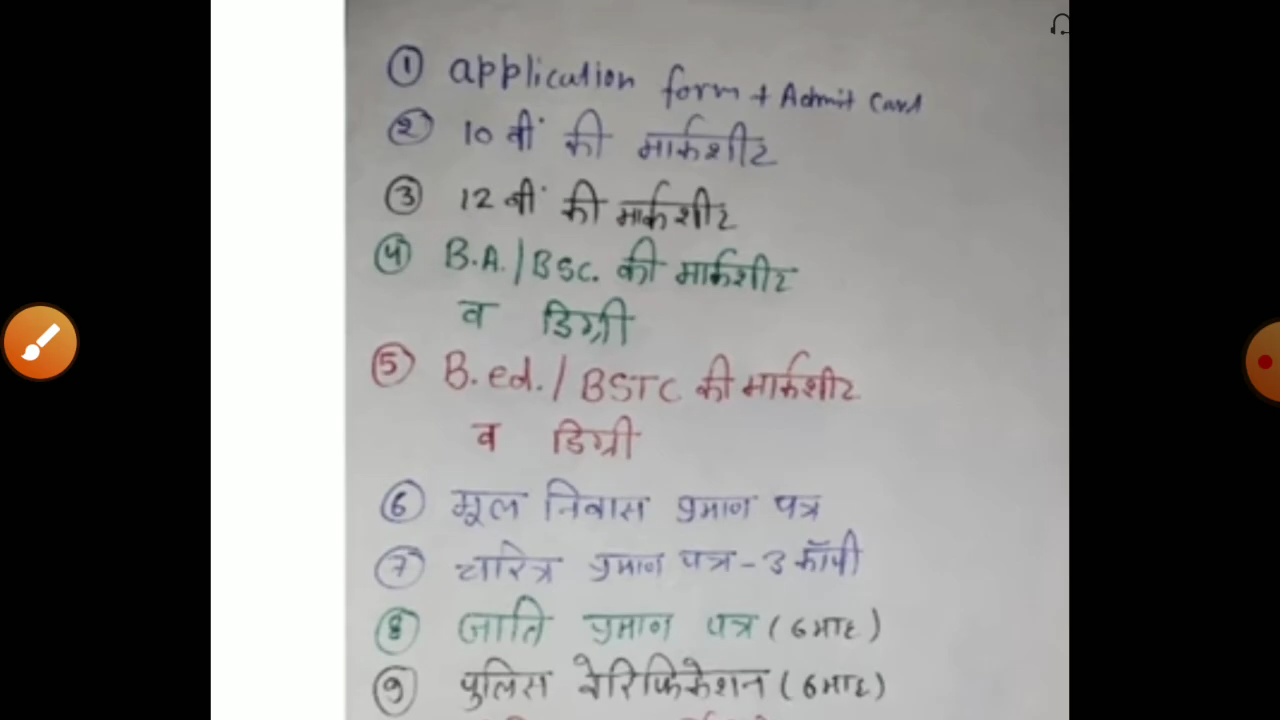 ① application form + Admit Card
② 10 वीं की मार्कशीट
③ 12 वीं की मार्कशीट
④ B.A. / BSC. की मार्कशीट
व डिग्री
⑤ B.ed. / BSTC की मार्कशीट
व डिग्री
⑥ मूल निवास प्रमाण पत्र
⑦ चारित्र प्रमाण पत्र - 3 कॉपी
⑧ जाति प्रमाण पत्र ( 6 माह )
⑨ पुलिस वेरिफिकेशन ( 6 माह )